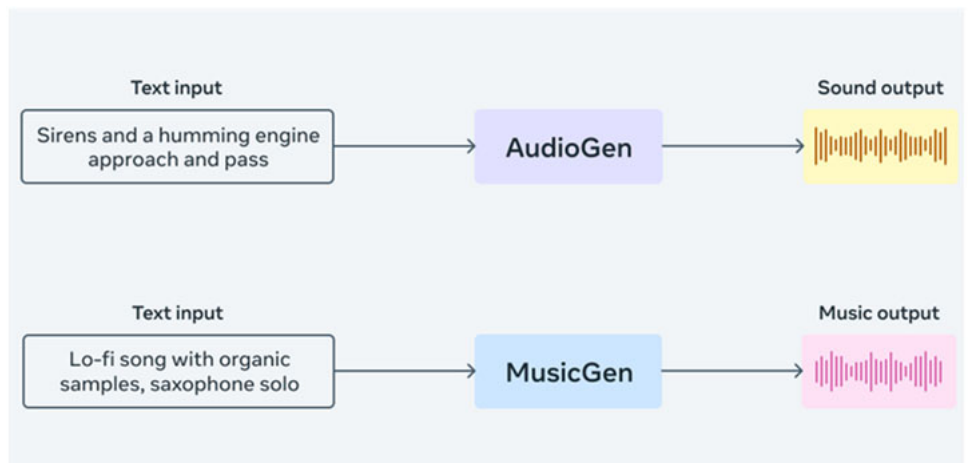 Text input
Sound output
Sirens and a humming engine
approach and pass
AudioGen
Text input
Music output
Lo-fi song with organic
samples, saxophone solo
MusicGen